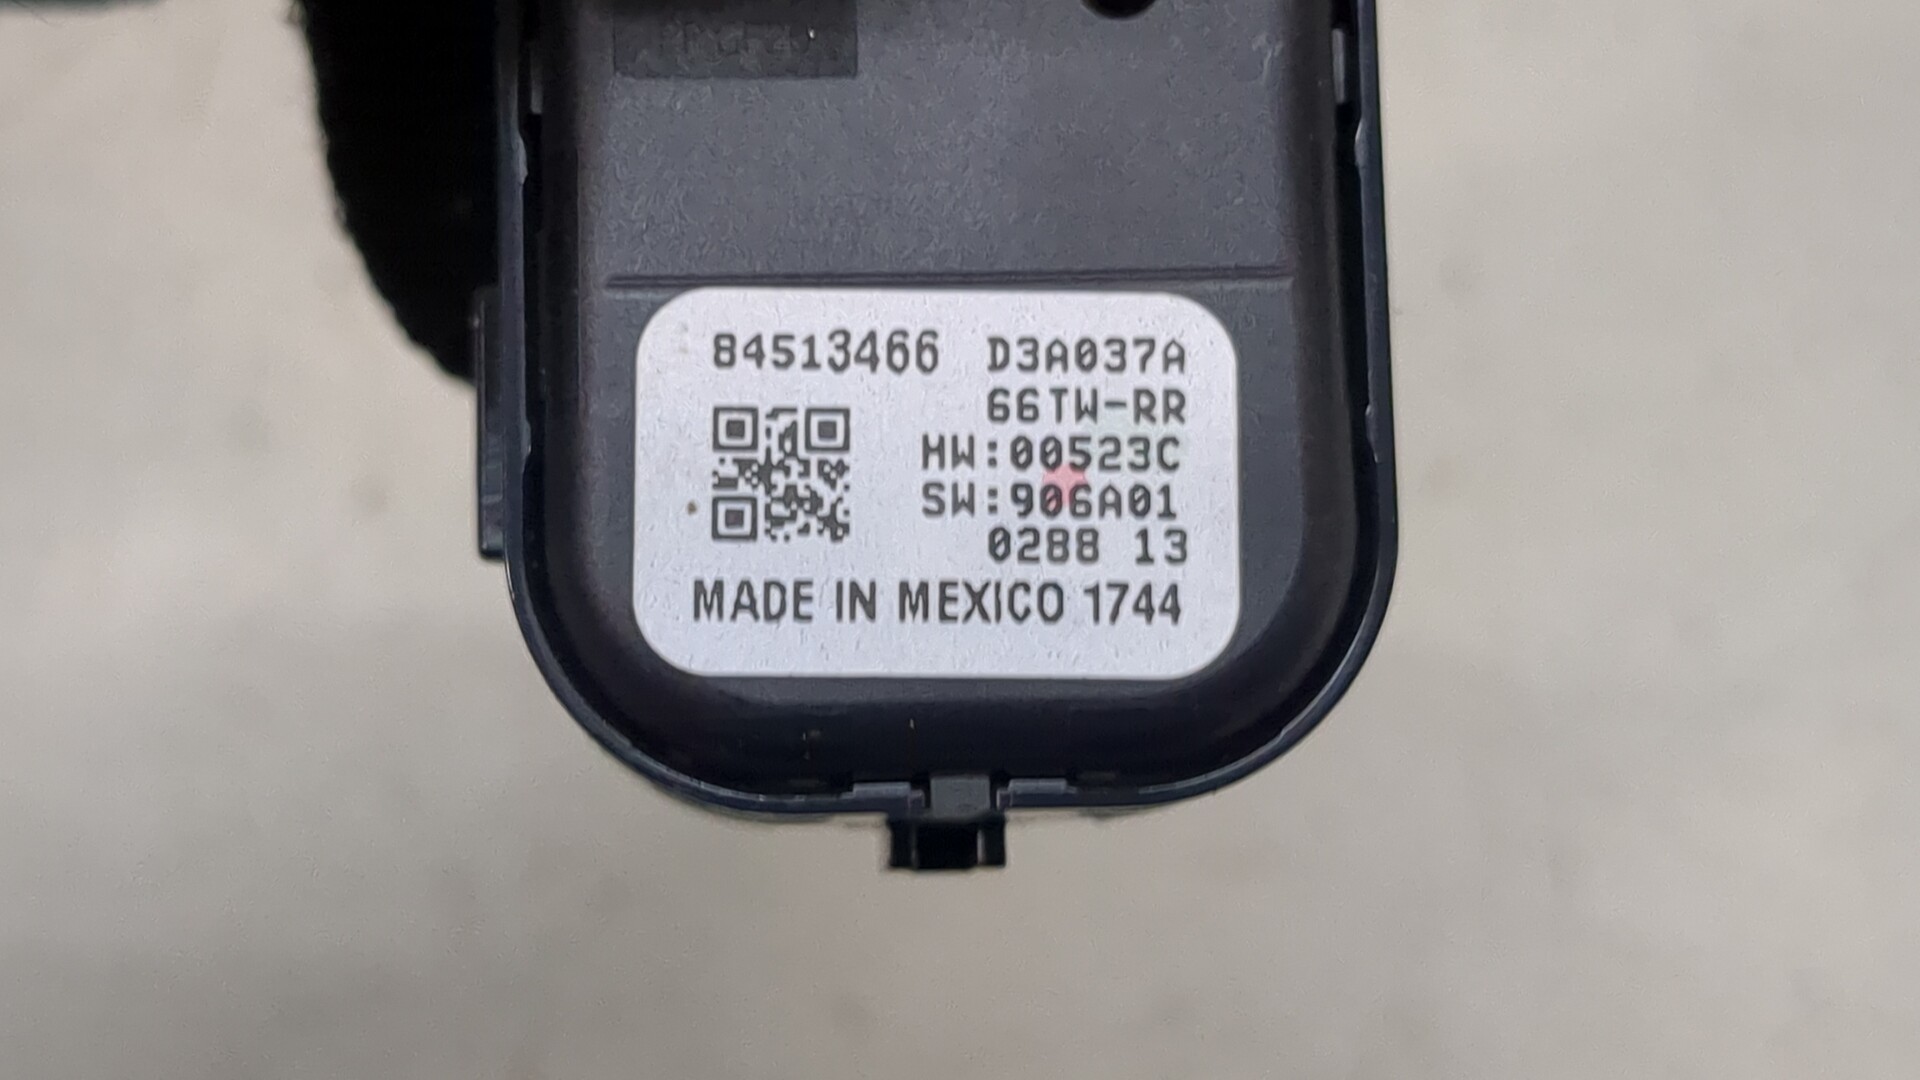 84513466 D3A037A
66TW-RR
HW:00523C
SW:906A01
0288 13
MADE IN MEXICO 1744